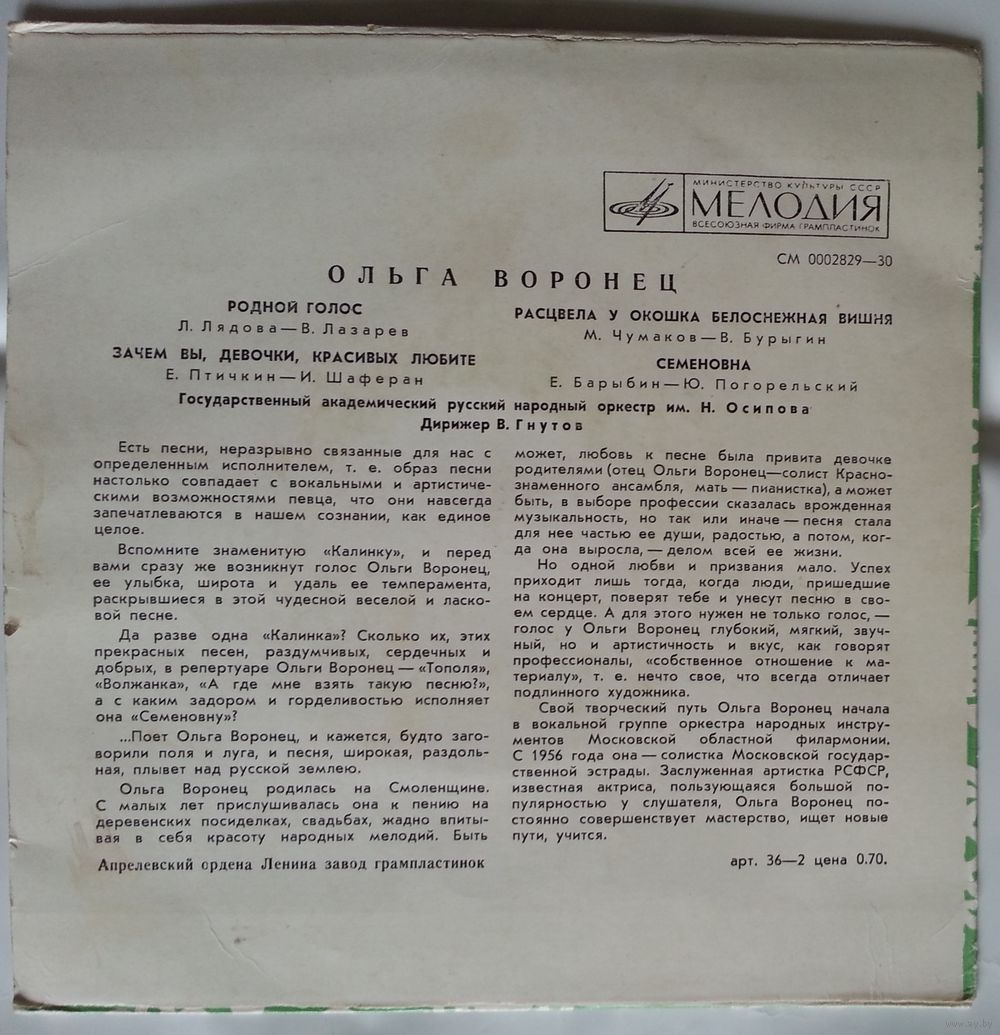 МИНИСТЕРСТВО КУЛЬТУРЫ СССР
МЕЛОДИЯ
ВСЕСОЮЗНАЯ ФИРМА ГРАМПЛАСТИНОК
СМ 0002829—30
ОЛЬГА ВОРОНЕЦ
РОДНОЙ ГОЛОС
Л. Лядова—В. Лазарев
ЗАЧЕМ ВЫ, ДЕВОЧКИ, КРАСИВЫХ ЛЮБИТЕ
Е. Птичкин—И. Шаферан
РАСЦВЕЛА У ОКОШКА БЕЛОСНЕЖНАЯ ВИШНЯ
М. Чумаков—В. Бурыгин
СЕМЕНОВНА
Е. Барыбин—Ю. Погорельский
Государственный академический русский народный оркестр им. Н. Осипова
Дирижер В. Гнутов
Есть песни, неразрывно связанные для нас с
определенным исполнителем, т. е. образ песни
настолько совпадает с вокальными и артистиче-
скими возможностями певца, что они навсегда
запечатлеваются в нашем сознании, как единое
целое.
Вспомните знаменитую «Калинку», и перед
вами сразу же возникнут голос Ольги Воронец,
ее улыбка, широта и удаль ее темперамента,
раскрывшиеся в этой чудесной веселой и ласко-
вой песне.
Да разве одна «Калинка»? Сколько их, этих
прекрасных песен, раздумчивых, сердечных и
добрых, в репертуаре Ольги Воронец — «Тополя»,
«Волжанка», «А где мне взять такую песню?»,
а с каким задором и горделивостью исполняет
она «Семеновну»?
...Поет Ольга Воронец, и кажется, будто заго-
ворили поля и луга, и песня, широкая, раздоль-
ная, плывет над русской землею.
Ольга Воронец родилась на Смоленщине.
С малых лет прислушивалась она к пению на
деревенских посиделках, свадьбах, жадно впиты-
вая в себя красоту народных мелодий. Быть
может, любовь к песне была привита девочке
родителями (отец Ольги Воронец—солист Красно-
знаменного ансамбля, мать — пианистка), а может
быть, в выборе профессии сказалась врожденная
музыкальность, но так или иначе — песня стала
для нее частью ее души, радостью, а потом, ког-
да она выросла, — делом всей ее жизни.
Но одной любви и призвания мало. Успех
приходит лишь тогда, когда люди, пришедшие
на концерт, поверят тебе и унесут песню в сво-
ем сердце. А для этого нужен не только голос, —
голос у Ольги Воронец глубокий, мягкий, звуч-
ный, но и артистичность и вкус, как говорят
профессионалы, «собственное отношение к ма-
териалу», т. е. нечто свое, что всегда отличает
подлинного художника.
Свой творческий путь Ольга Воронец начала
в вокальной группе оркестра народных инстру-
ментов Московской областной филармонии.
С 1956 года она — солистка Московской государ-
ственной эстрады. Заслуженная артистка РСФСР,
известная актриса, пользующаяся большой по-
пулярностью у слушателя, Ольга Воронец по-
стоянно совершенствует мастерство, ищет новые
пути, учится.
Апрелевский ордена Ленина завод грампластинок
арт. 36—2 цена 0.70.
www.ay.by